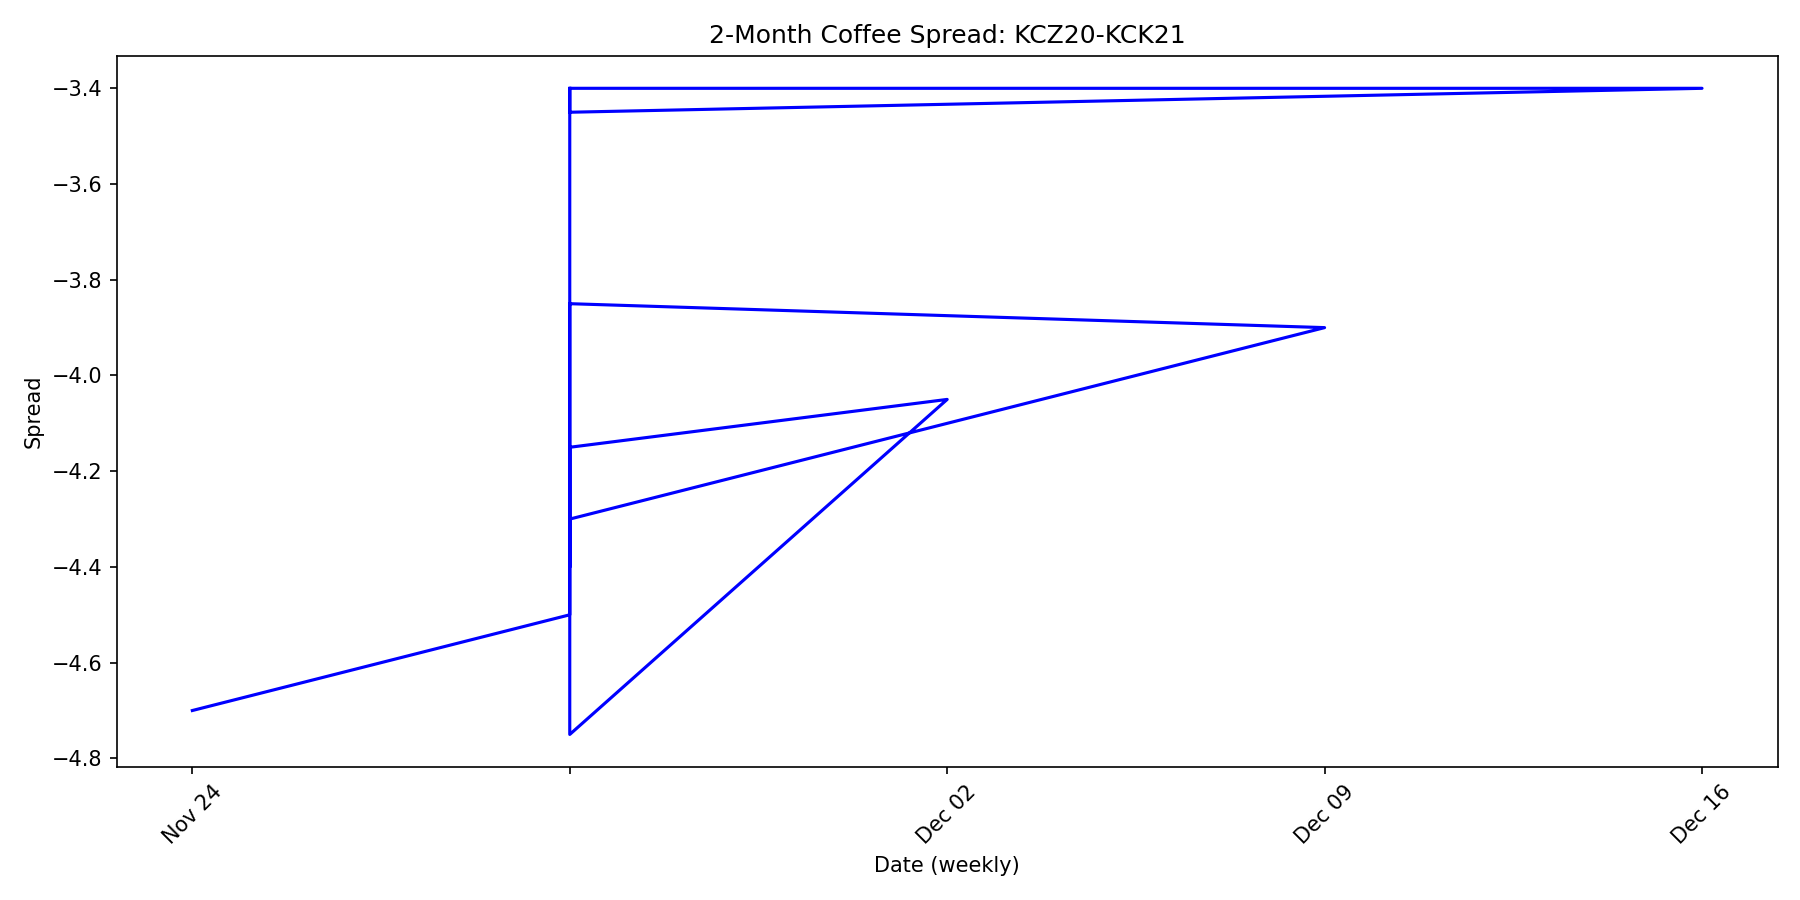 2-Month Coffee Spread: KCZ20-KCK21
−3.4
−3.6
−3.8
−4.0
−4.2
−4.4
−4.6
−4.8
Spread
Nov 24
Dec 02
Dec 09
Dec 16
Date (weekly)